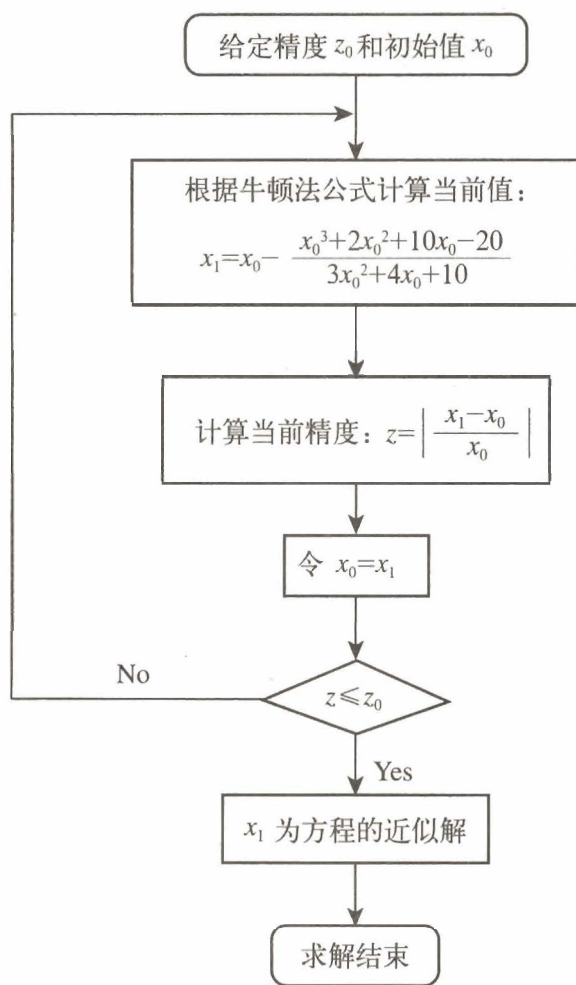 给定精度 z₀ 和初始值 x₀
根据牛顿法公式计算当前值：
x₁=x₀− (x₀³+2x₀²+10x₀−20)/(3x₀²+4x₀+10)
计算当前精度：z=|(x₁−x₀)/x₀|
令 x₀=x₁
No
z≤z₀
Yes
x₁ 为方程的近似解
求解结束